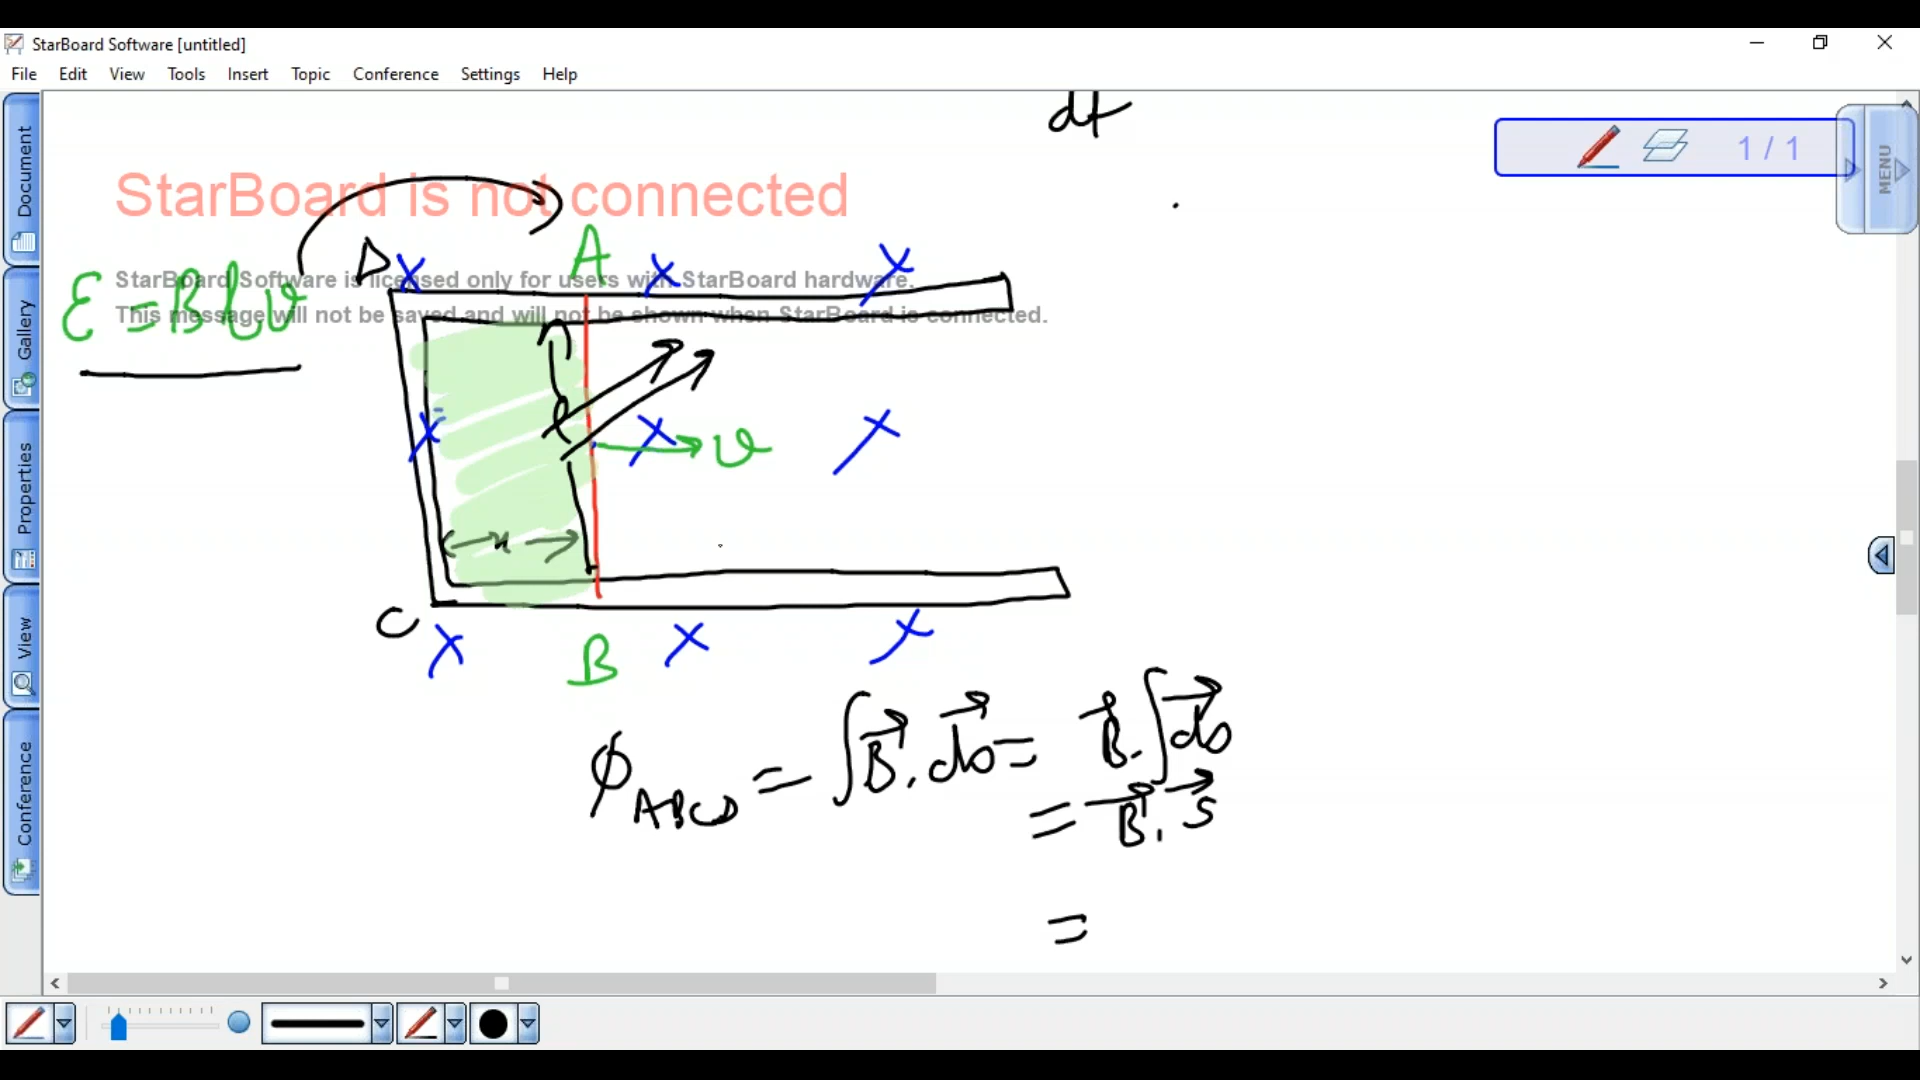 StarBoard Software [untitled]
File Edit View Tools Insert Topic Conference Settings Help
Document
Gallery
Properties
View
Conference
MENU
1 / 1
dt
StarBoard is not connected
StarBoard Software is licensed only for users with StarBoard hardware.
This message will not be saved and will not be shown when StarBoard is connected.
ℰ = Blv
D X A X X
X l X v X
x
C X B X X
ϕ_ABCD = ∫B⃗. ds⃗ = B⃗. ∫ds⃗
= B⃗. S⃗
=